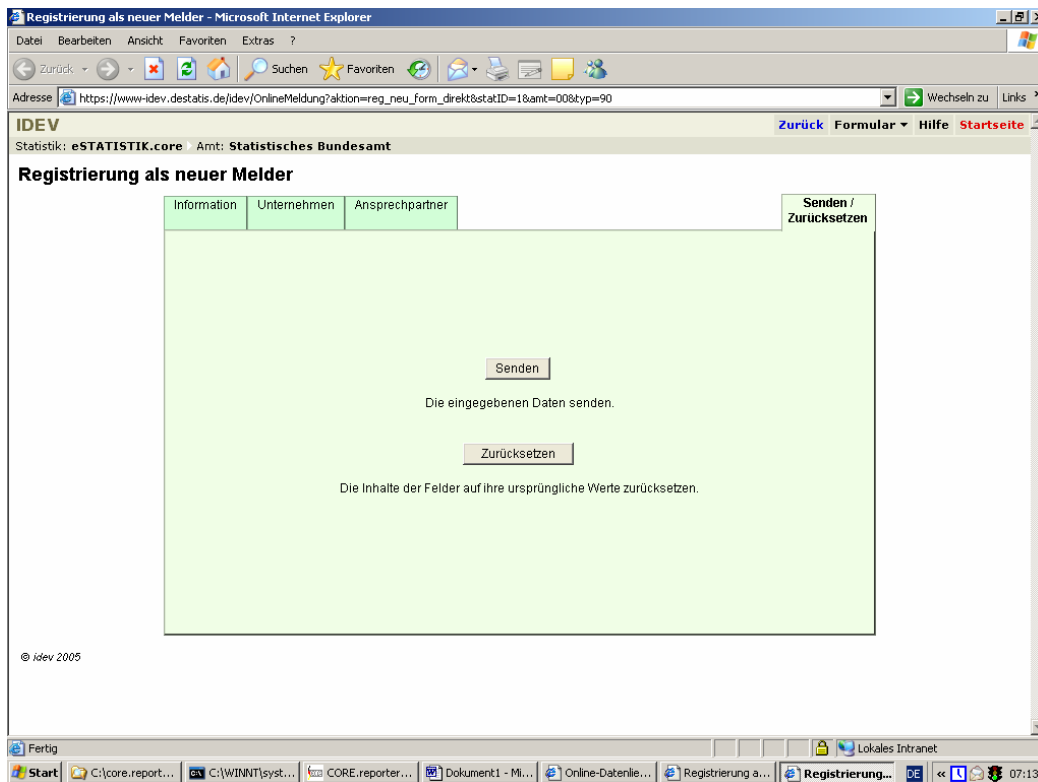 Registrierung als neuer Melder - Microsoft Internet Explorer
Datei Bearbeiten Ansicht Favoriten Extras ?
Zurück Suchen Favoriten
Adresse https://www-idev.destatis.de/idev/OnlineMeldung?aktion=reg_neu_form_direkt&statID=1&amt=00&typ=90 Wechseln zu Links
IDEV Zurück Formular Hilfe Startseite
Statistik: eSTATISTIK.core Amt: Statistisches Bundesamt
Registrierung als neuer Melder
Information Unternehmen Ansprechpartner Senden /
Zurücksetzen
Senden
Die eingegebenen Daten senden.
Zurücksetzen
Die Inhalte der Felder auf ihre ursprüngliche Werte zurücksetzen.
© idev 2005
Fertig Lokales Intranet
Start C:\core.report... C:\WINNT\syst... CORE.reporter... Dokument1 - Mi... Online-Datenlie... Registrierung a... Registrierung... DE « 07:13